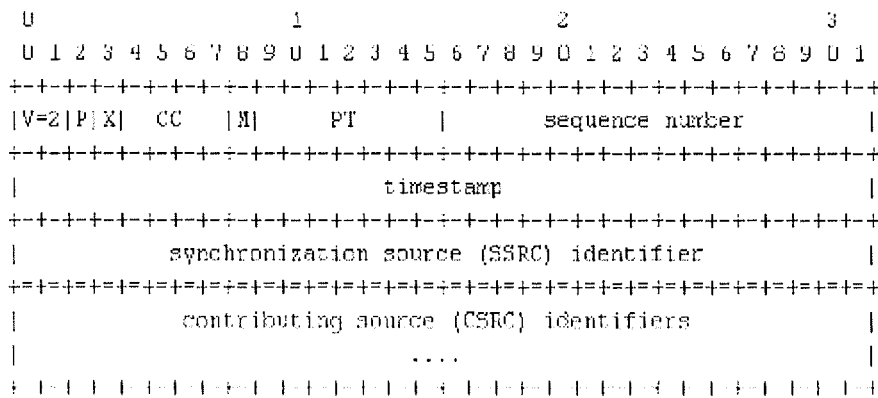 0                   1                   2                   3
0 1 2 3 4 5 6 7 8 9 0 1 2 3 4 5 6 7 8 9 0 1 2 3 4 5 6 7 8 9 0 1
+-+-+-+-+-+-+-+-+-+-+-+-+-+-+-+-+-+-+-+-+-+-+-+-+-+-+-+-+-+-+-+-+
|V=2|P|X|  CC   |M|     PT      |       sequence number         |
+-+-+-+-+-+-+-+-+-+-+-+-+-+-+-+-+-+-+-+-+-+-+-+-+-+-+-+-+-+-+-+-+
|                           timestamp                           |
+-+-+-+-+-+-+-+-+-+-+-+-+-+-+-+-+-+-+-+-+-+-+-+-+-+-+-+-+-+-+-+-+
|           synchronization source (SSRC) identifier            |
+=+=+=+=+=+=+=+=+=+=+=+=+=+=+=+=+=+=+=+=+=+=+=+=+=+=+=+=+=+=+=+=+
|            contributing source (CSRC) identifiers             |
|                             ....                              |
+-+-+-+-+-+-+-+-+-+-+-+-+-+-+-+-+-+-+-+-+-+-+-+-+-+-+-+-+-+-+-+-+